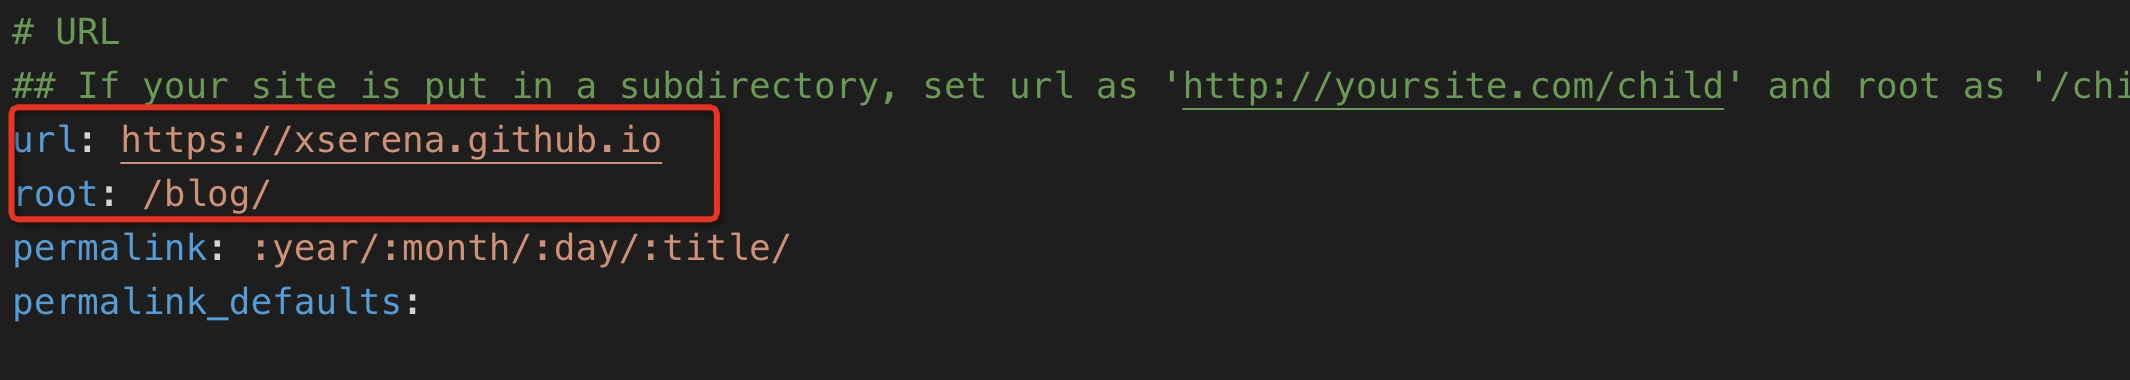 # URL
## If your site is put in a subdirectory, set url as 'http://yoursite.com/child' and root as '/chi
url: https://xserena.github.io
root: /blog/
permalink: :year/:month/:day/:title/
permalink_defaults: